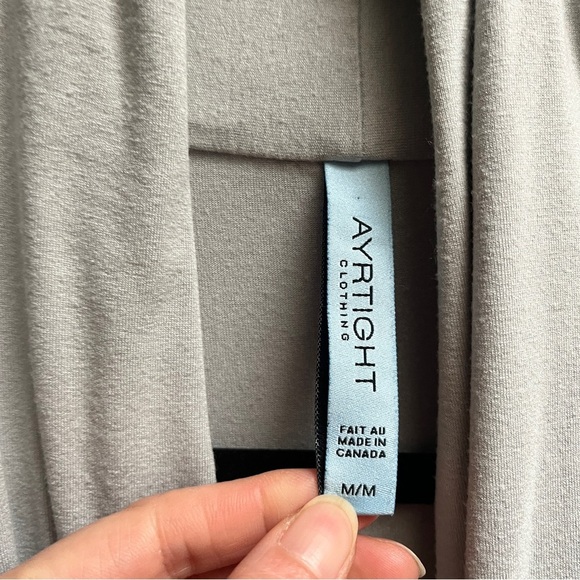 AYRTIGHT
CLOTHING
FAIT AU
MADE IN
CANADA
M/M